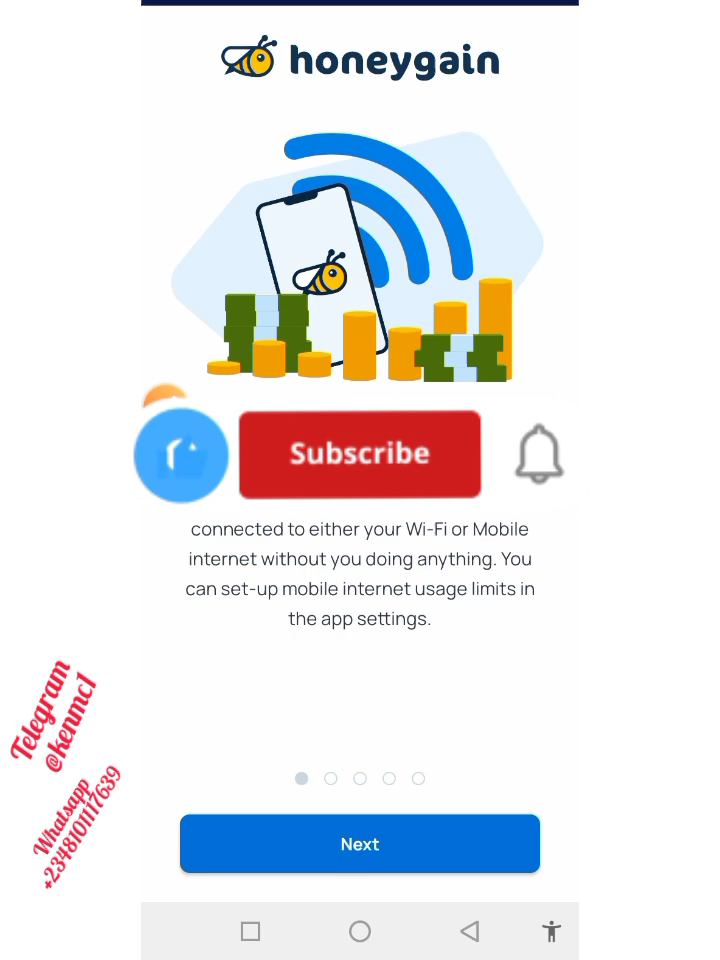 honeygain
Subscribe
connected to either your Wi-Fi or Mobile
internet without you doing anything. You
can set-up mobile internet usage limits in
the app settings.
Telegram
@kenmc1
Whatsapp
+2348101117639
Next